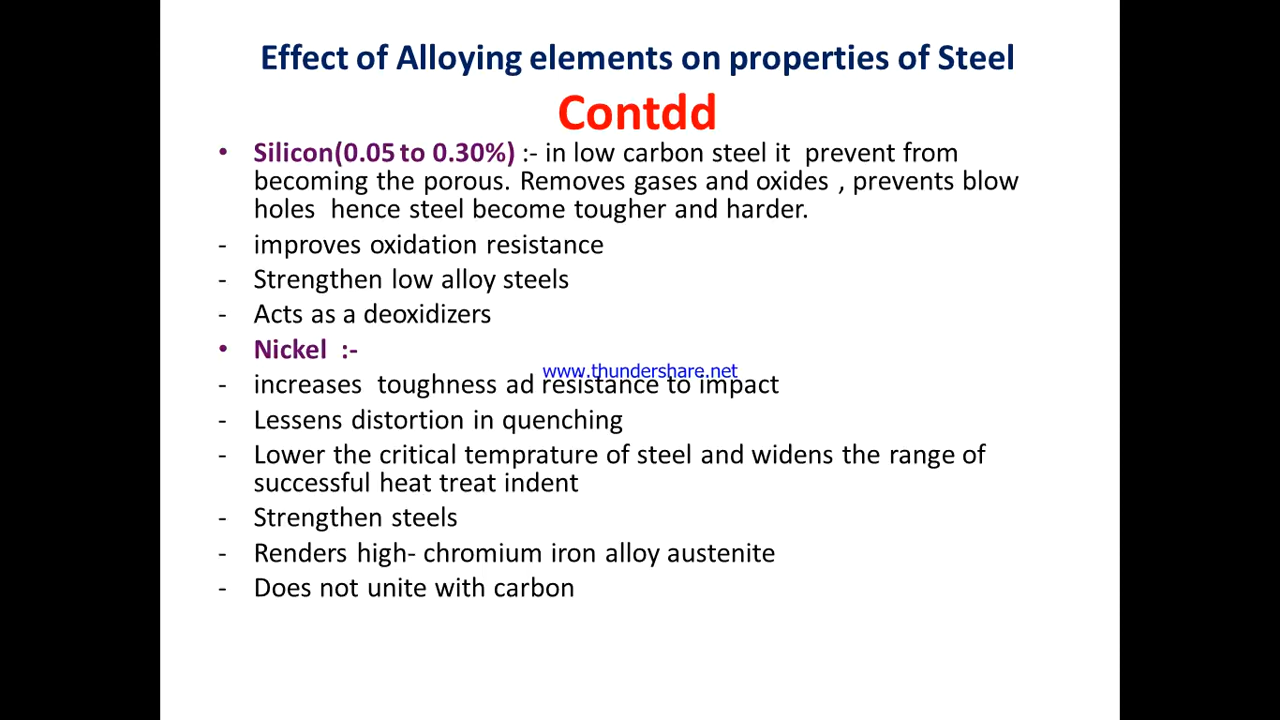 Effect of Alloying elements on properties of Steel
Contdd
• Silicon(0.05 to 0.30%) :- in low carbon steel it prevent from
becoming the porous. Removes gases and oxides , prevents blow
holes hence steel become tougher and harder.
- improves oxidation resistance
- Strengthen low alloy steels
- Acts as a deoxidizers
• Nickel :-
www.thundershare.net
- increases toughness ad resistance to impact
- Lessens distortion in quenching
- Lower the critical temprature of steel and widens the range of
successful heat treat indent
- Strengthen steels
- Renders high- chromium iron alloy austenite
- Does not unite with carbon